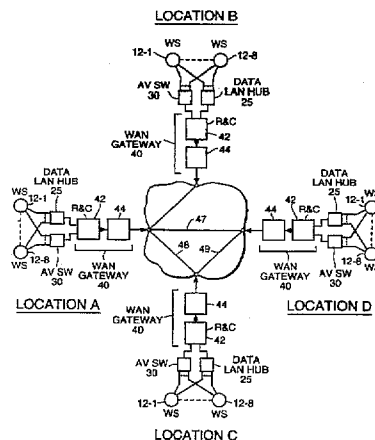 LOCATION B
WS
WS
12-1
12-8
AV SW
30
DATA
LAN HUB
25
R&C
42
WAN
GATEWAY
40
44
DATA
LAN HUB
25
WS
12-1
42
R&C
44
12-8
WS
AV SW
30
WAN
GATEWAY
40
LOCATION A
47
48
49
DATA
LAN HUB
25
44
42
R&C
12-1
WS
12-8
WS
WAN
GATEWAY
40
AV SW
30
LOCATION D
44
WAN
GATEWAY
40
R&C
42
AV SW
30
DATA
LAN HUB
25
12-1
12-8
WS
WS
LOCATION C